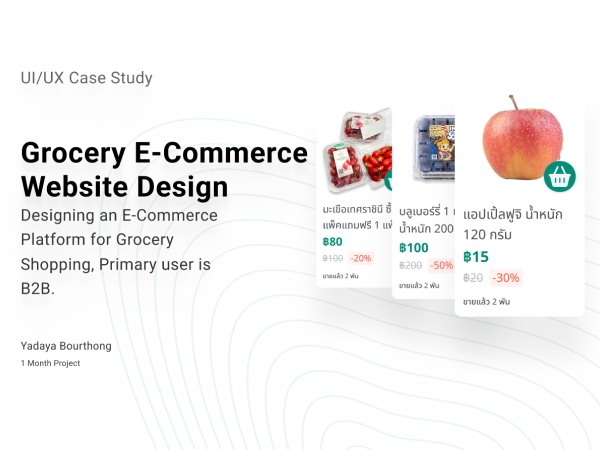 UI/UX Case Study
Grocery E-Commerce
Website Design
Designing an E-Commerce
Platform for Grocery
Shopping, Primary user is
B2B.
Yadaya Bourthong
1 Month Project
มะเขือเทศราชินี ซื้
แพ็คแถมฟรี 1 แพ็
฿80
฿100 -20%
ขายแล้ว 2 พัน
บลูเบอร์รี่ 1
น้ำหนัก 200
฿100
฿200 -50%
ขายแล้ว 2 พัน
แอปเปิ้ลฟูจิ น้ำหนัก
120 กรัม
฿15
฿20 -30%
ขายแล้ว 2 พัน